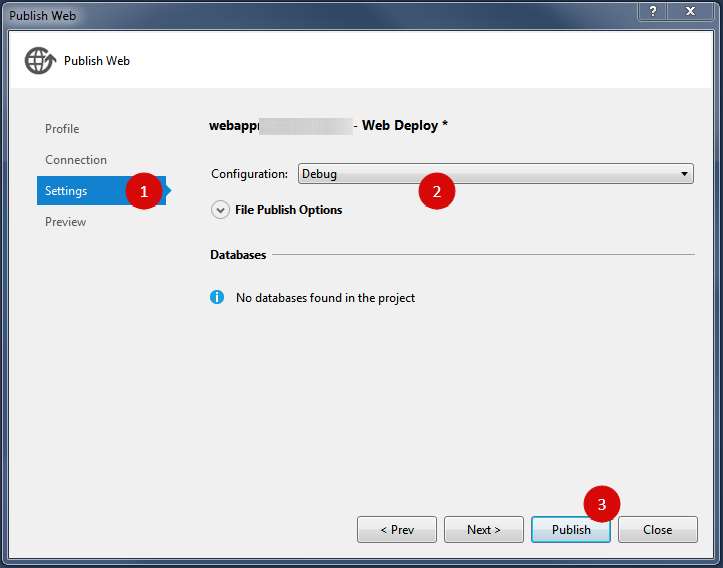 Publish Web
?
x
Publish Web
Profile
webapp - Web Deploy *
Connection
Configuration: Debug
Settings 1
2
Preview
File Publish Options
Databases
i No databases found in the project
3
< Prev Next > Publish Close